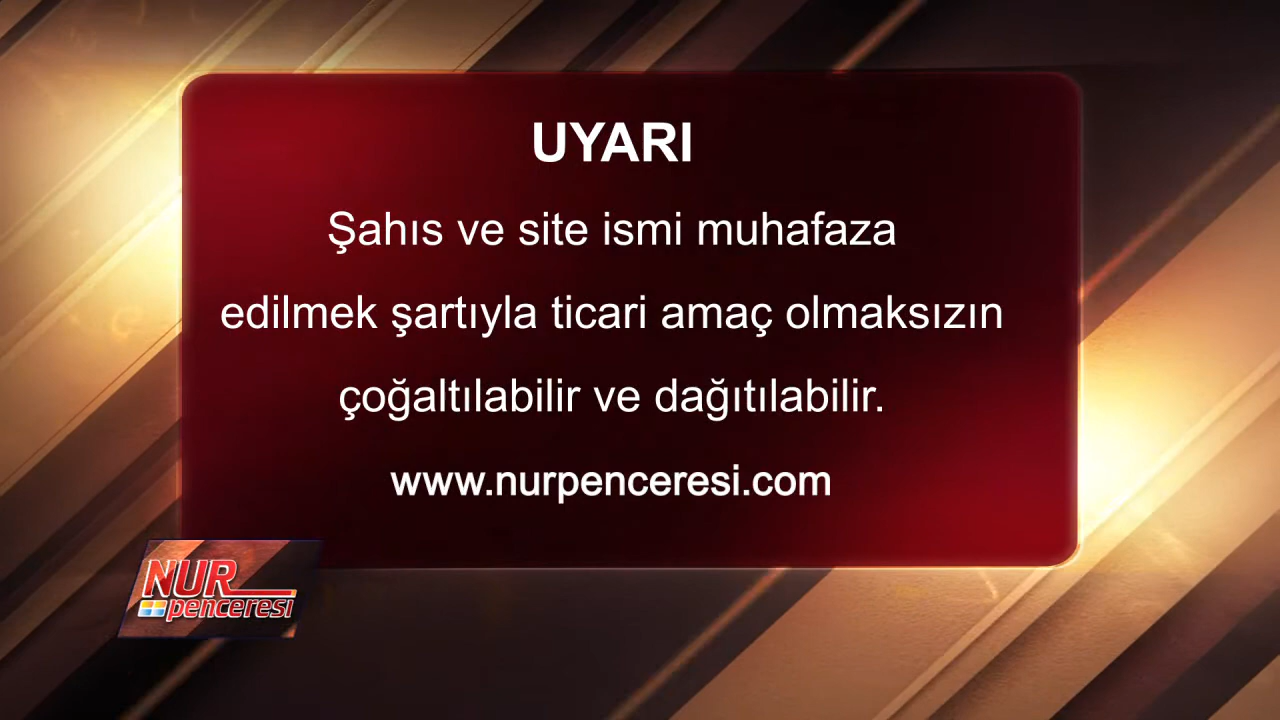 UYARI
Şahıs ve site ismi muhafaza
edilmek şartıyla ticari amaç olmaksızın
çoğaltılabilir ve dağıtılabilir.
www.nurpenceresi.com
NUR
penceresi